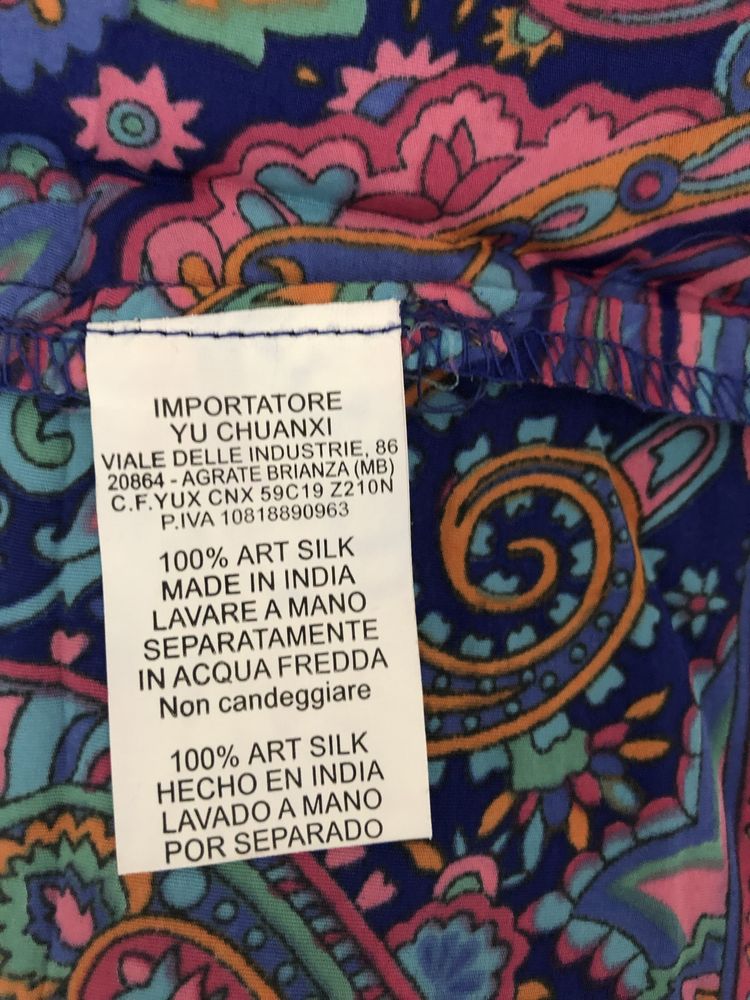 IMPORTATORE
YU CHUANXI
VIALE DELLE INDUSTRIE, 86
20864 - AGRATE BRIANZA (MB)
C.F.YUX CNX 59C19 Z210N
P.IVA 10818890963
100% ART SILK
MADE IN INDIA
LAVARE A MANO
SEPARATAMENTE
IN ACQUA FREDDA
Non candeggiare
100% ART SILK
HECHO EN INDIA
LAVADO A MANO
POR SEPARADO